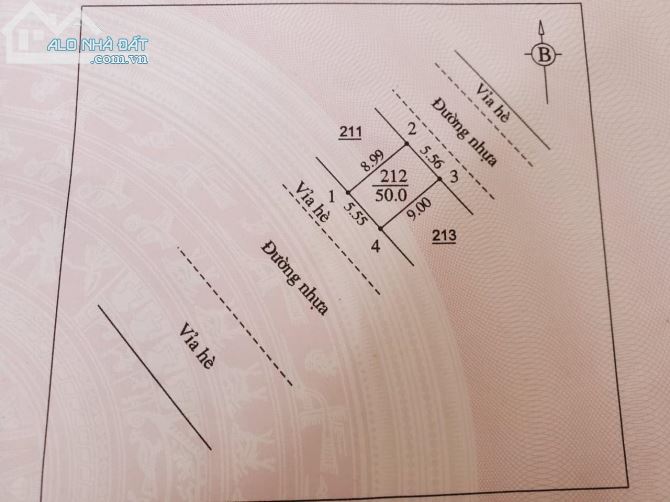 ALO NHÀ ĐẤT
.com.vn
B
Vỉa hè
Đường nhựa
211
2
8.99
5.56
212
50.0
3
1
Vỉa hè
5.55
9.00
4
213
Đường nhựa
Vỉa hè